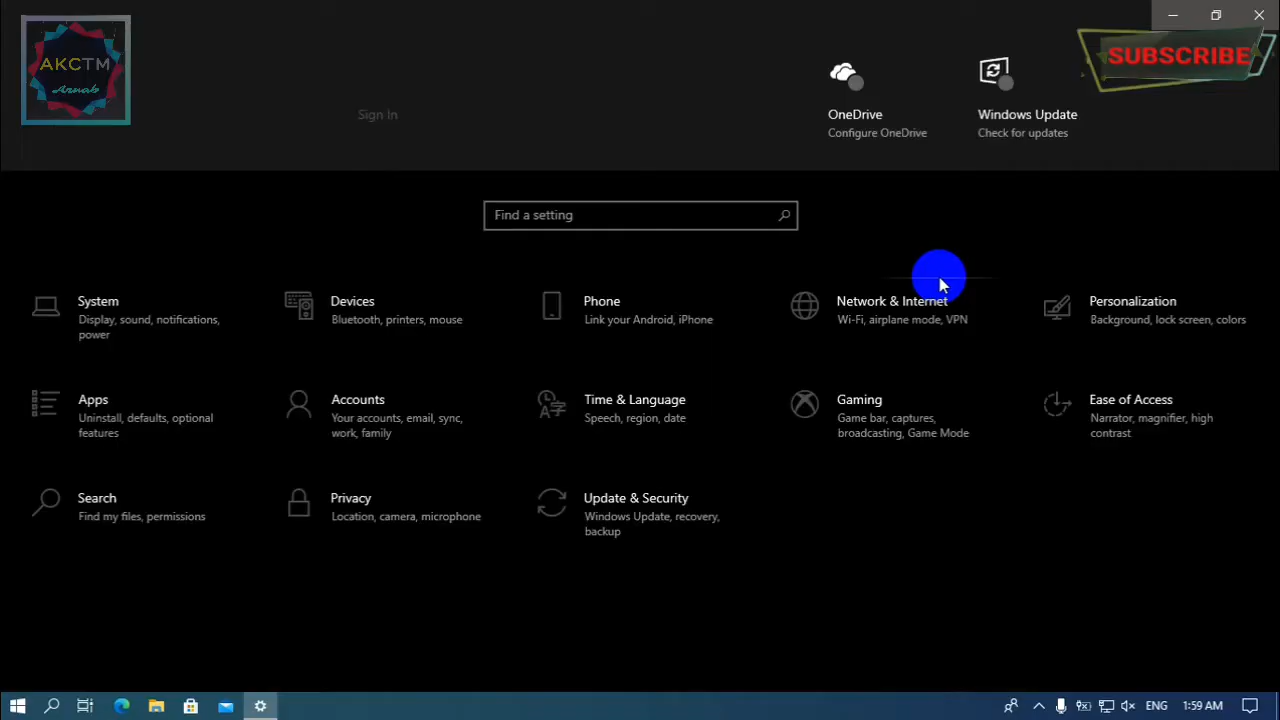 AKCTM
Arnab
SUBSCRIBE
Sign In
OneDrive
Configure OneDrive
Windows Update
Check for updates
Find a setting
System
Display, sound, notifications,
power
Devices
Bluetooth, printers, mouse
Phone
Link your Android, iPhone
Network & Internet
Wi-Fi, airplane mode, VPN
Personalization
Background, lock screen, colors
Apps
Uninstall, defaults, optional
features
Accounts
Your accounts, email, sync,
work, family
Time & Language
Speech, region, date
Gaming
Game bar, captures,
broadcasting, Game Mode
Ease of Access
Narrator, magnifier, high
contrast
Search
Find my files, permissions
Privacy
Location, camera, microphone
Update & Security
Windows Update, recovery,
backup
ENG
1:59 AM